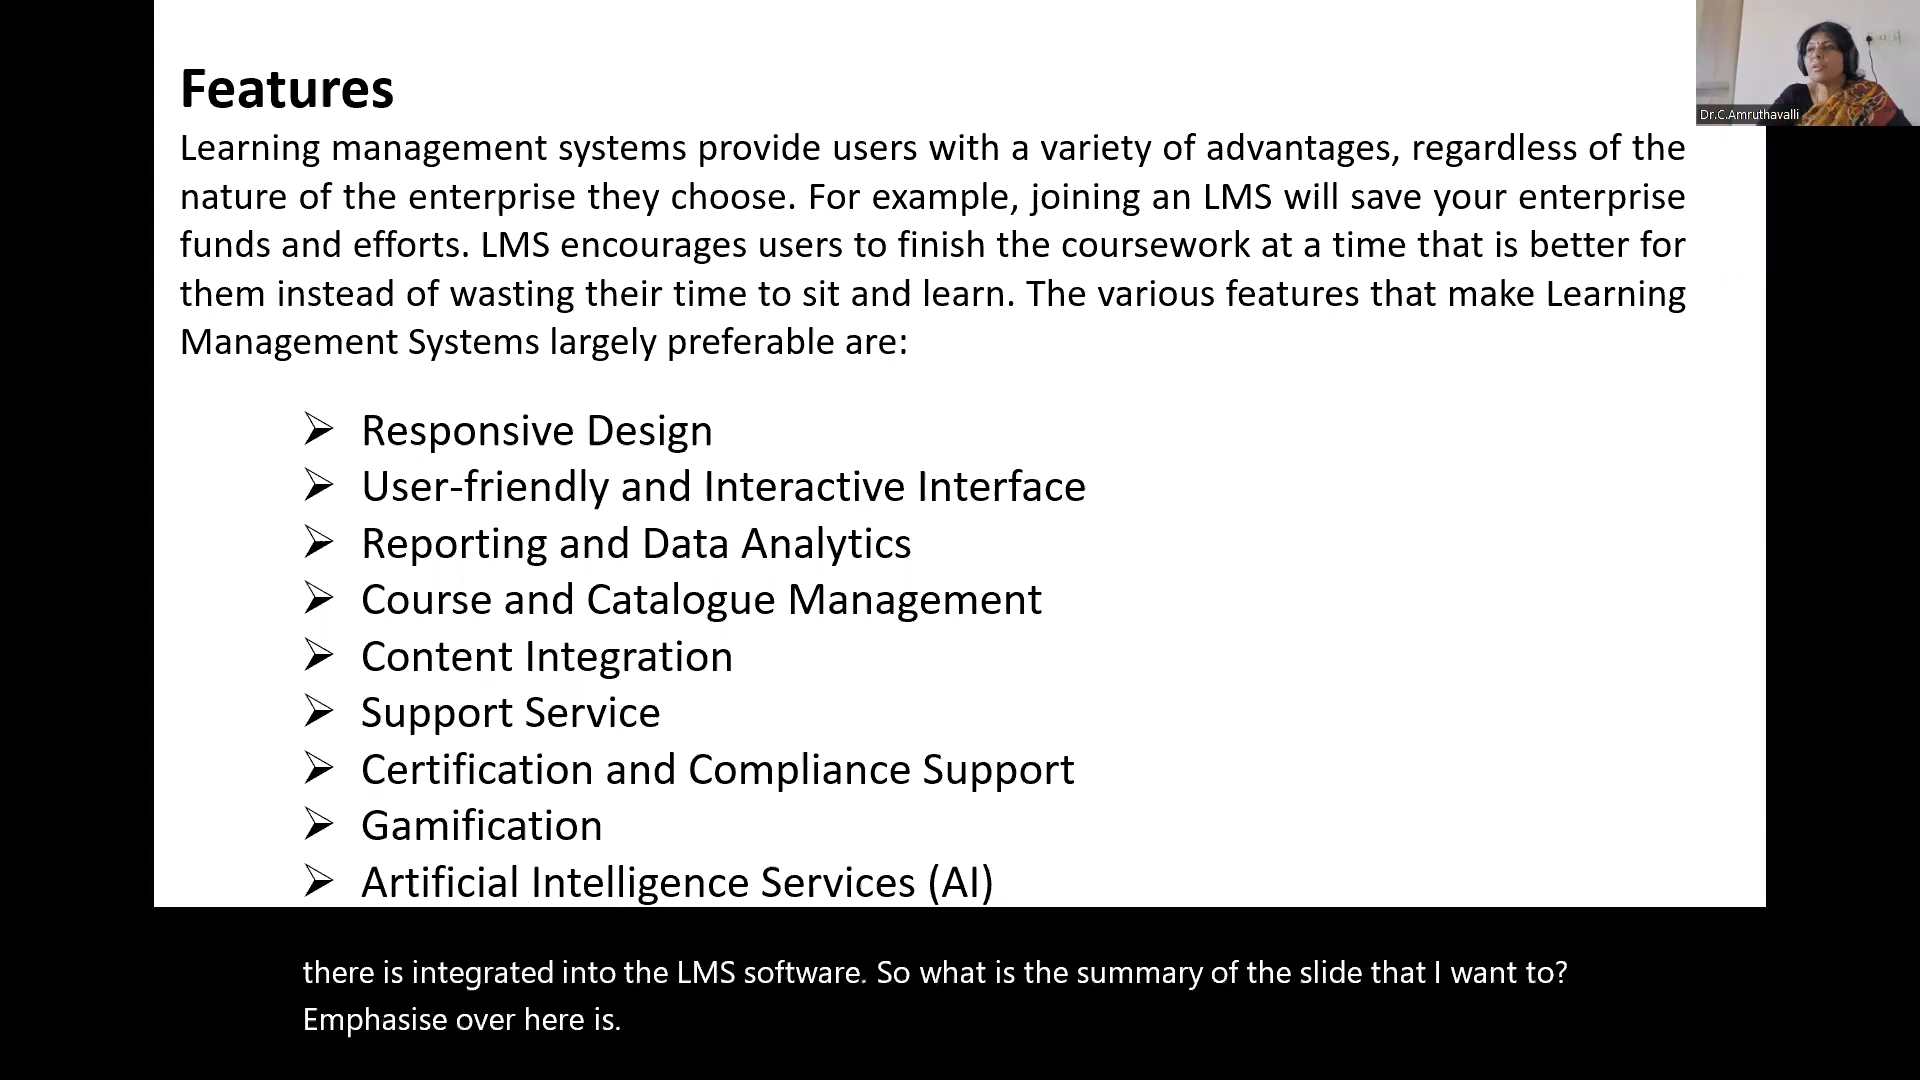 Features
Learning management systems provide users with a variety of advantages, regardless of the
nature of the enterprise they choose. For example, joining an LMS will save your enterprise
funds and efforts. LMS encourages users to finish the coursework at a time that is better for
them instead of wasting their time to sit and learn. The various features that make Learning
Management Systems largely preferable are:
Responsive Design
User-friendly and Interactive Interface
Reporting and Data Analytics
Course and Catalogue Management
Content Integration
Support Service
Certification and Compliance Support
Gamification
Artificial Intelligence Services (AI)
Dr.C.Amruthavalli
there is integrated into the LMS software. So what is the summary of the slide that I want to?
Emphasise over here is.